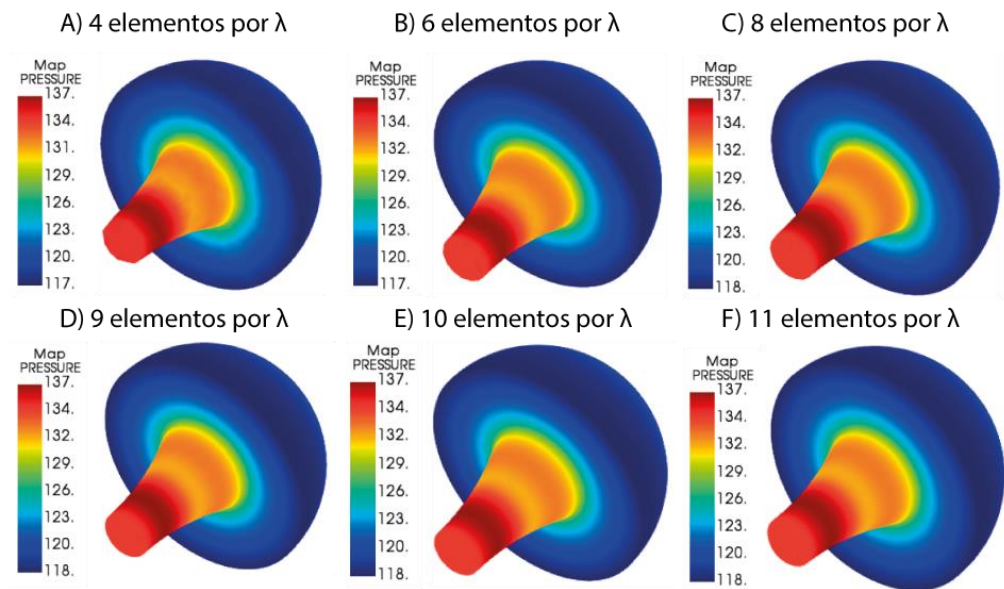 A) 4 elementos por λ
Map
PRESSURE
137.
134.
131.
129.
126.
123.
120.
117.
B) 6 elementos por λ
Map
PRESSURE
137.
134.
132.
129.
126.
123.
120.
117.
C) 8 elementos por λ
Map
PRESSURE
137.
134.
132.
129.
126.
123.
120.
118.
D) 9 elementos por λ
Map
PRESSURE
137.
134.
132.
129.
126.
123.
120.
118.
E) 10 elementos por λ
Map
PRESSURE
137.
134.
132.
129.
126.
123.
120.
118.
F) 11 elementos por λ
Map
PRESSURE
137.
134.
132.
129.
126.
123.
120.
118.